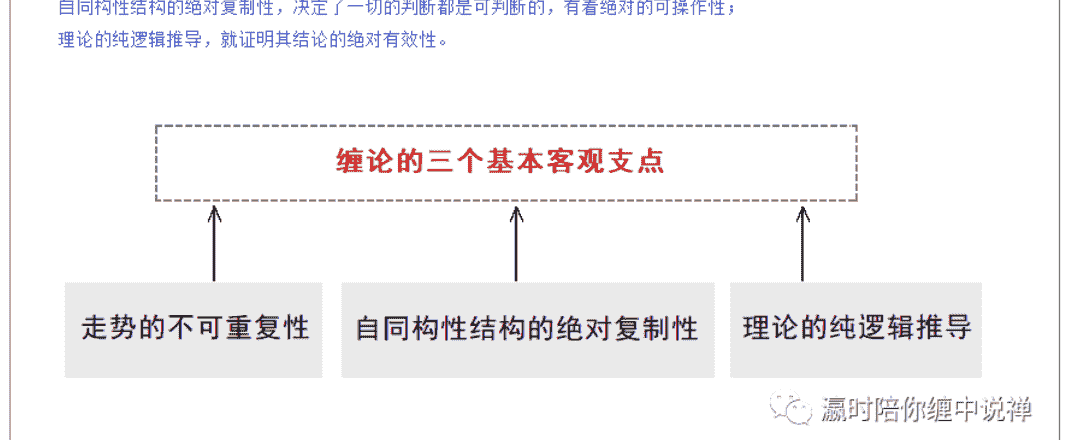 自同构性结构的绝对复制性，决定了一切的判断都是可判断的，有着绝对的可操作性；
理论的纯逻辑推导，就证明其结论的绝对有效性。
缠论的三个基本客观支点
走势的不可重复性
自同构性结构的绝对复制性
理论的纯逻辑推导
瀛时陪你缠中说禅